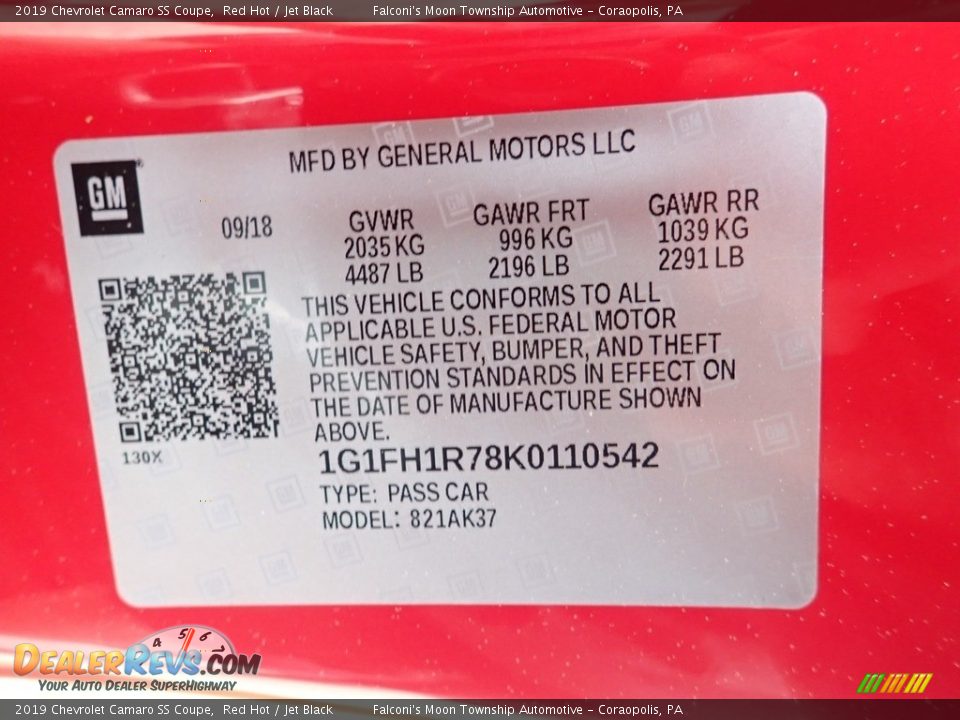 2019 Chevrolet Camaro SS Coupe,  Red Hot / Jet Black          Falconi's Moon Township Automotive - Coraopolis, PA
MFD BY GENERAL MOTORS LLC
GM
09/18
GVWR GAWR FRT GAWR RR
2035 KG 996 KG 1039 KG
4487 LB 2196 LB 2291 LB
THIS VEHICLE CONFORMS TO ALL
APPLICABLE U.S. FEDERAL MOTOR
VEHICLE SAFETY, BUMPER, AND THEFT
PREVENTION STANDARDS IN EFFECT ON
THE DATE OF MANUFACTURE SHOWN
ABOVE.
130X
1G1FH1R78K0110542
TYPE: PASS CAR
MODEL: 821AK37
4 5 6 7
DEALERREVS.COM
YOUR AUTO DEALER SUPERHIGHWAY
2019 Chevrolet Camaro SS Coupe,  Red Hot / Jet Black          Falconi's Moon Township Automotive - Coraopolis, PA